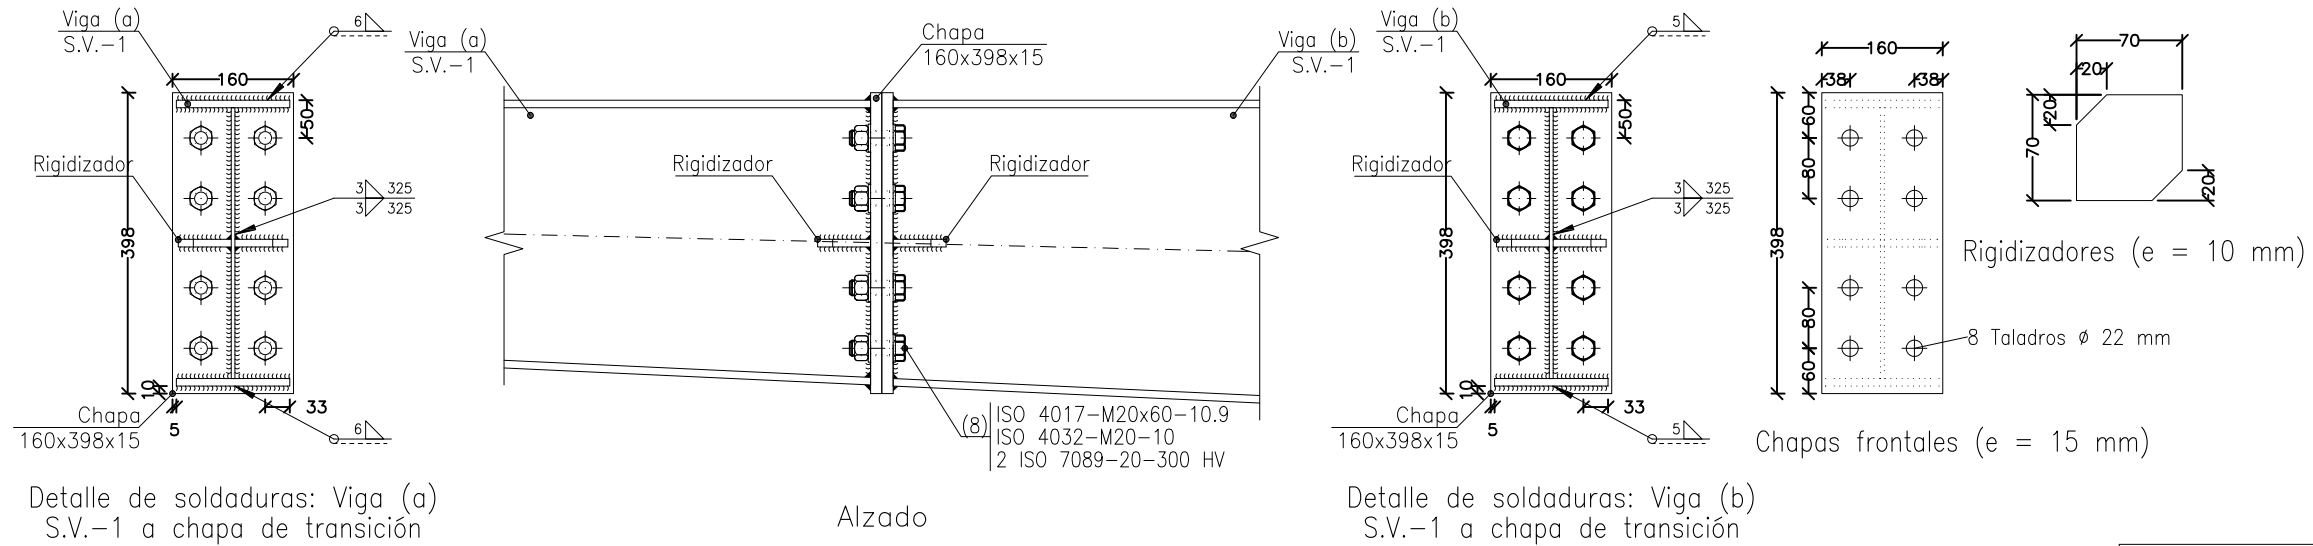 Viga (a)
S.V.-1
6
160
398
50
Rigidizador
3 325
3 325
10
Chapa
160x398x15
5
33
6
Detalle de soldaduras: Viga (a)
S.V.-1 a chapa de transición
Viga (a)
S.V.-1
Chapa
160x398x15
Viga (b)
S.V.-1
Rigidizador
Rigidizador
(8)
ISO 4017-M20x60-10.9
ISO 4032-M20-10
2 ISO 7089-20-300 HV
Alzado
Viga (b)
S.V.-1
5
160
398
50
Rigidizador
3 325
3 325
10
Chapa
160x398x15
5
33
5
Detalle de soldaduras: Viga (b)
S.V.-1 a chapa de transición
160
38
38
60
80
398
80
60
8 Taladros ø 22 mm
Chapas frontales (e = 15 mm)
70
20
20
70
20
Rigidizadores (e = 10 mm)